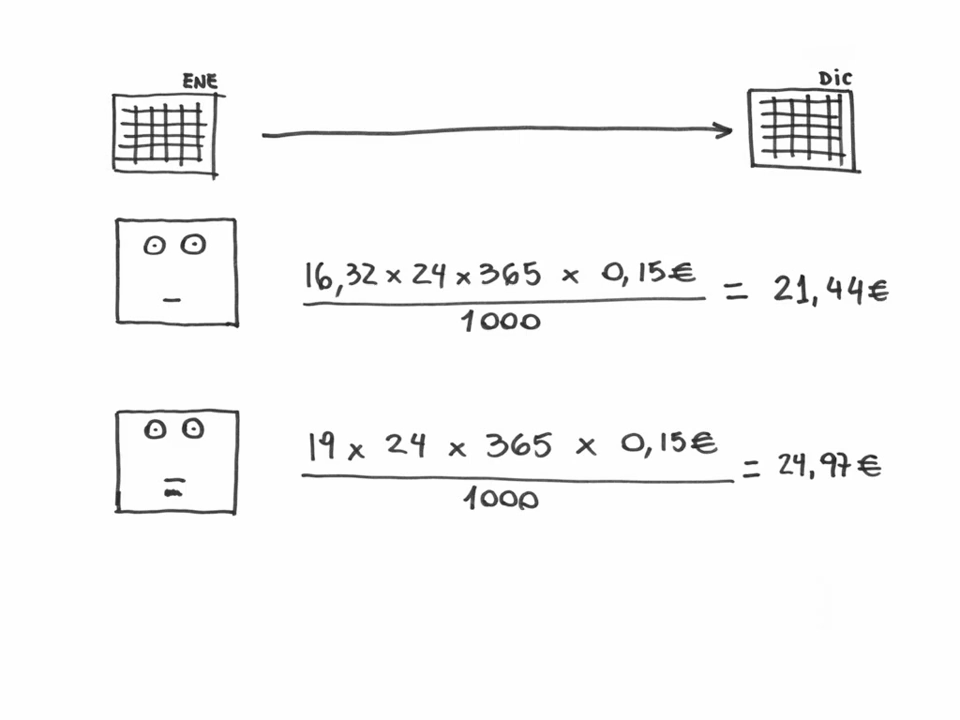 ENE
DIC
16,32 x 24 x 365 x 0,15€ = 21,44€
1000
19 x 24 x 365 x 0,15€ = 24,97€
1000